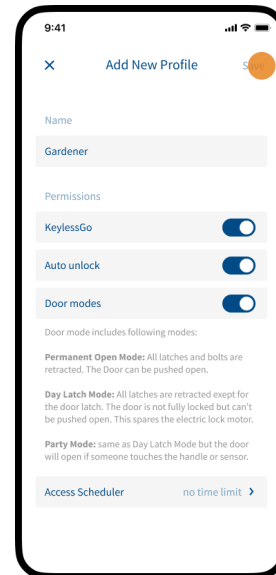 9:41
Add New Profile
Save
Name
Gardener
Permissions
KeylessGo
Auto unlock
Door modes
Door mode includes following modes:
Permanent Open Mode: All latches and bolts are
retracted. The Door can be pushed open.
Day Latch Mode: All latches are retracted exept for
the door latch. The door is not fully locked but can't
be pushed open. This spares the electric lock motor.
Party Mode: same as Day Latch Mode but the door
will open if someone touches the handle or sensor.
Access Scheduler no time limit